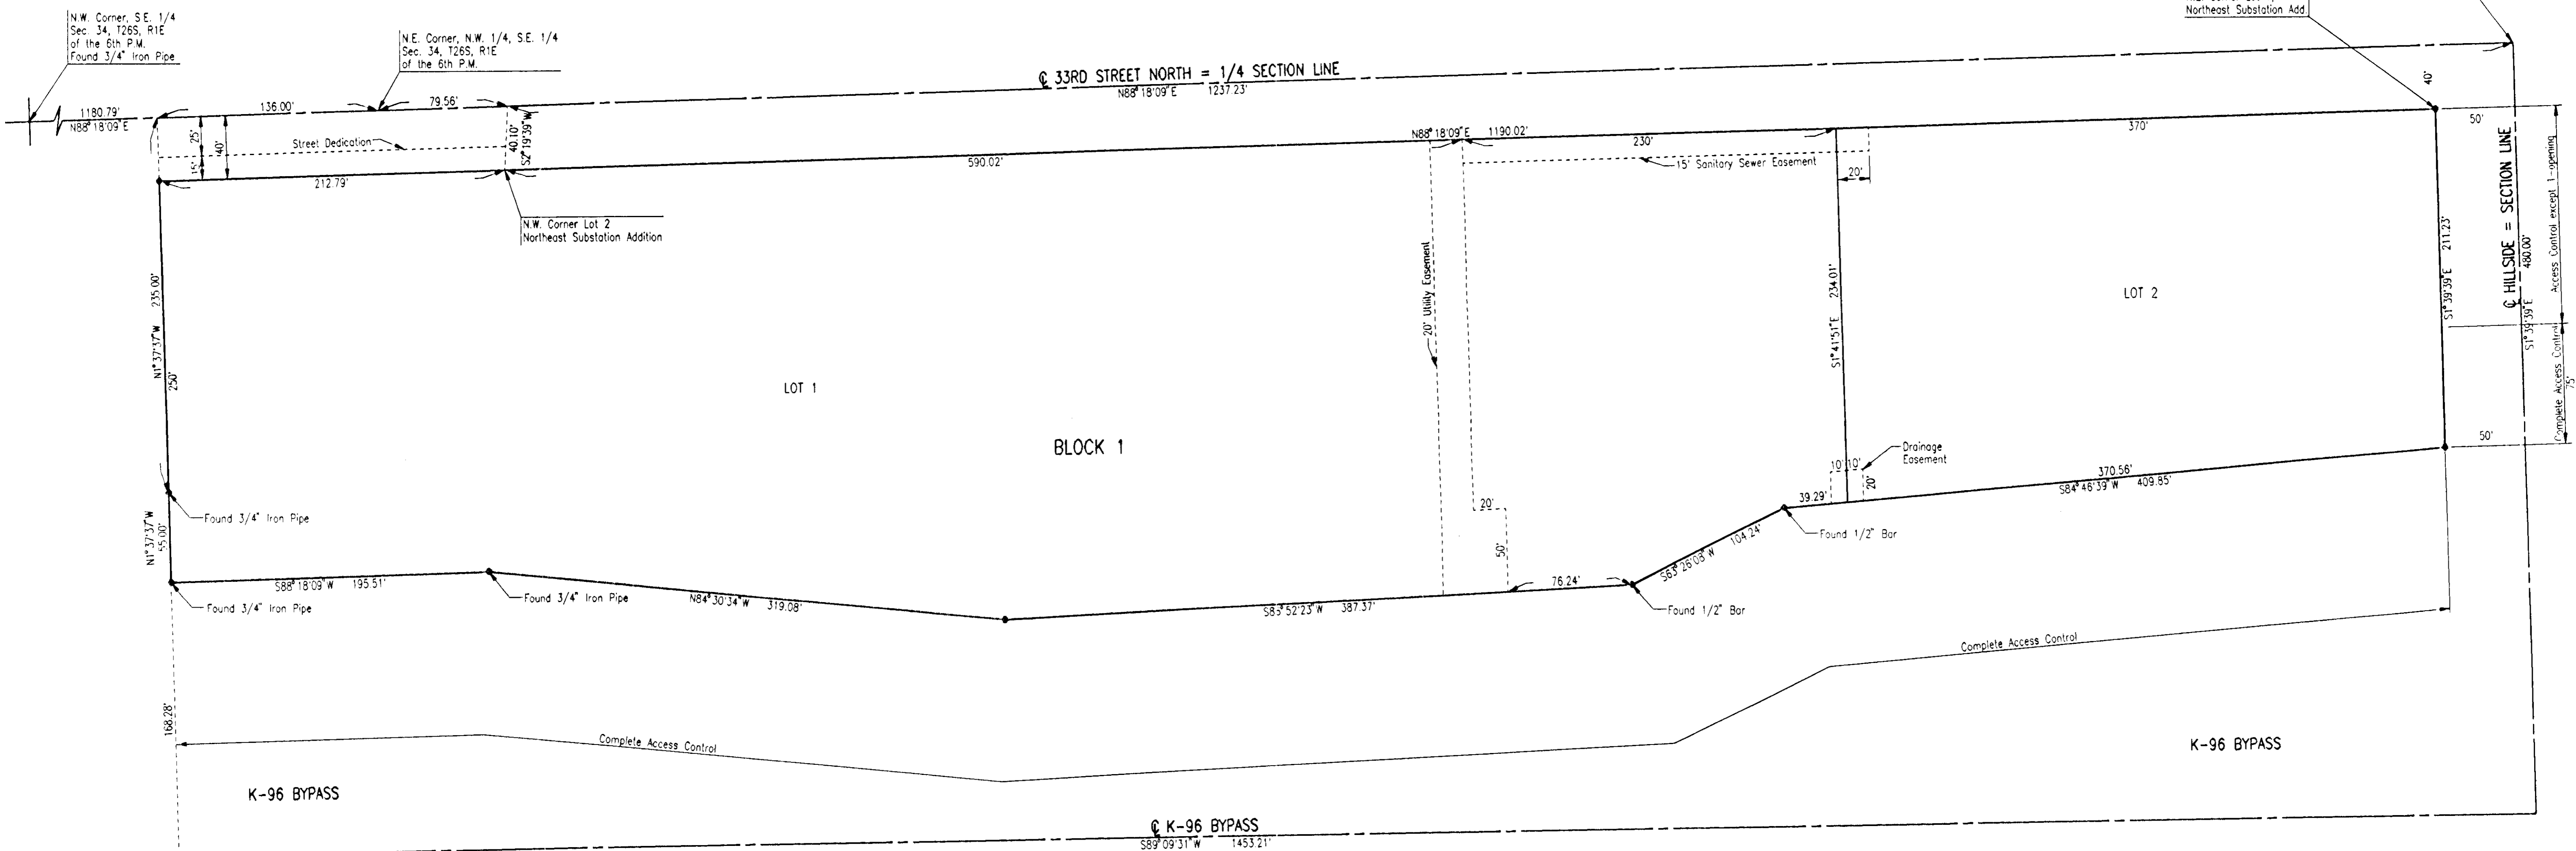 N.W. Corner, S.E. 1/4
Sec. 34, T26S, R1E
of the 6th P.M.
Found 3/4" Iron Pipe
N.E. Corner, N.W. 1/4, S.E. 1/4
Sec. 34, T26S, R1E
of the 6th P.M.
Northeast Substation Add.
℄ 33RD STREET NORTH = 1/4 SECTION LINE
N88°18'09"E 1237.23'
1180.79'
N88°18'09"E
136.00'
79.56'
25'
15'
40'
Street Dedication
40.10'
S2°19'39"W
212.79'
590.02'
N88°18'09"E 1190.02'
230'
370'
40'
50'
15' Sanitary Sewer Easement
20'
N.W. Corner Lot 2
Northeast Substation Addition
N1°37'37"W 235.00'
250'
20' Utility Easement
S1°41'51"E 234.01'
LOT 1
LOT 2
BLOCK 1
S1°39'39"E 211.23'
℄ HILLSIDE = SECTION LINE
S1°39'39"E 480.00'
Access Control except 1-opening
Complete Access Control
75'
50'
Drainage
Easement
10' 10'
20'
370.56'
S84°46'39"W 409.85'
39.29'
Found 1/2" Bar
20'
50'
S63°26'08"W 104.24'
76.24'
Found 1/2" Bar
Found 3/4" Iron Pipe
N1°37'37"W
55.00'
S88°18'09"W 195.51'
Found 3/4" Iron Pipe
Found 3/4" Iron Pipe
N84°30'34"W 319.08'
S85°52'23"W 387.37'
Complete Access Control
168.28'
Complete Access Control
K-96 BYPASS
K-96 BYPASS
℄ K-96 BYPASS
S89°09'31"W 1453.21'